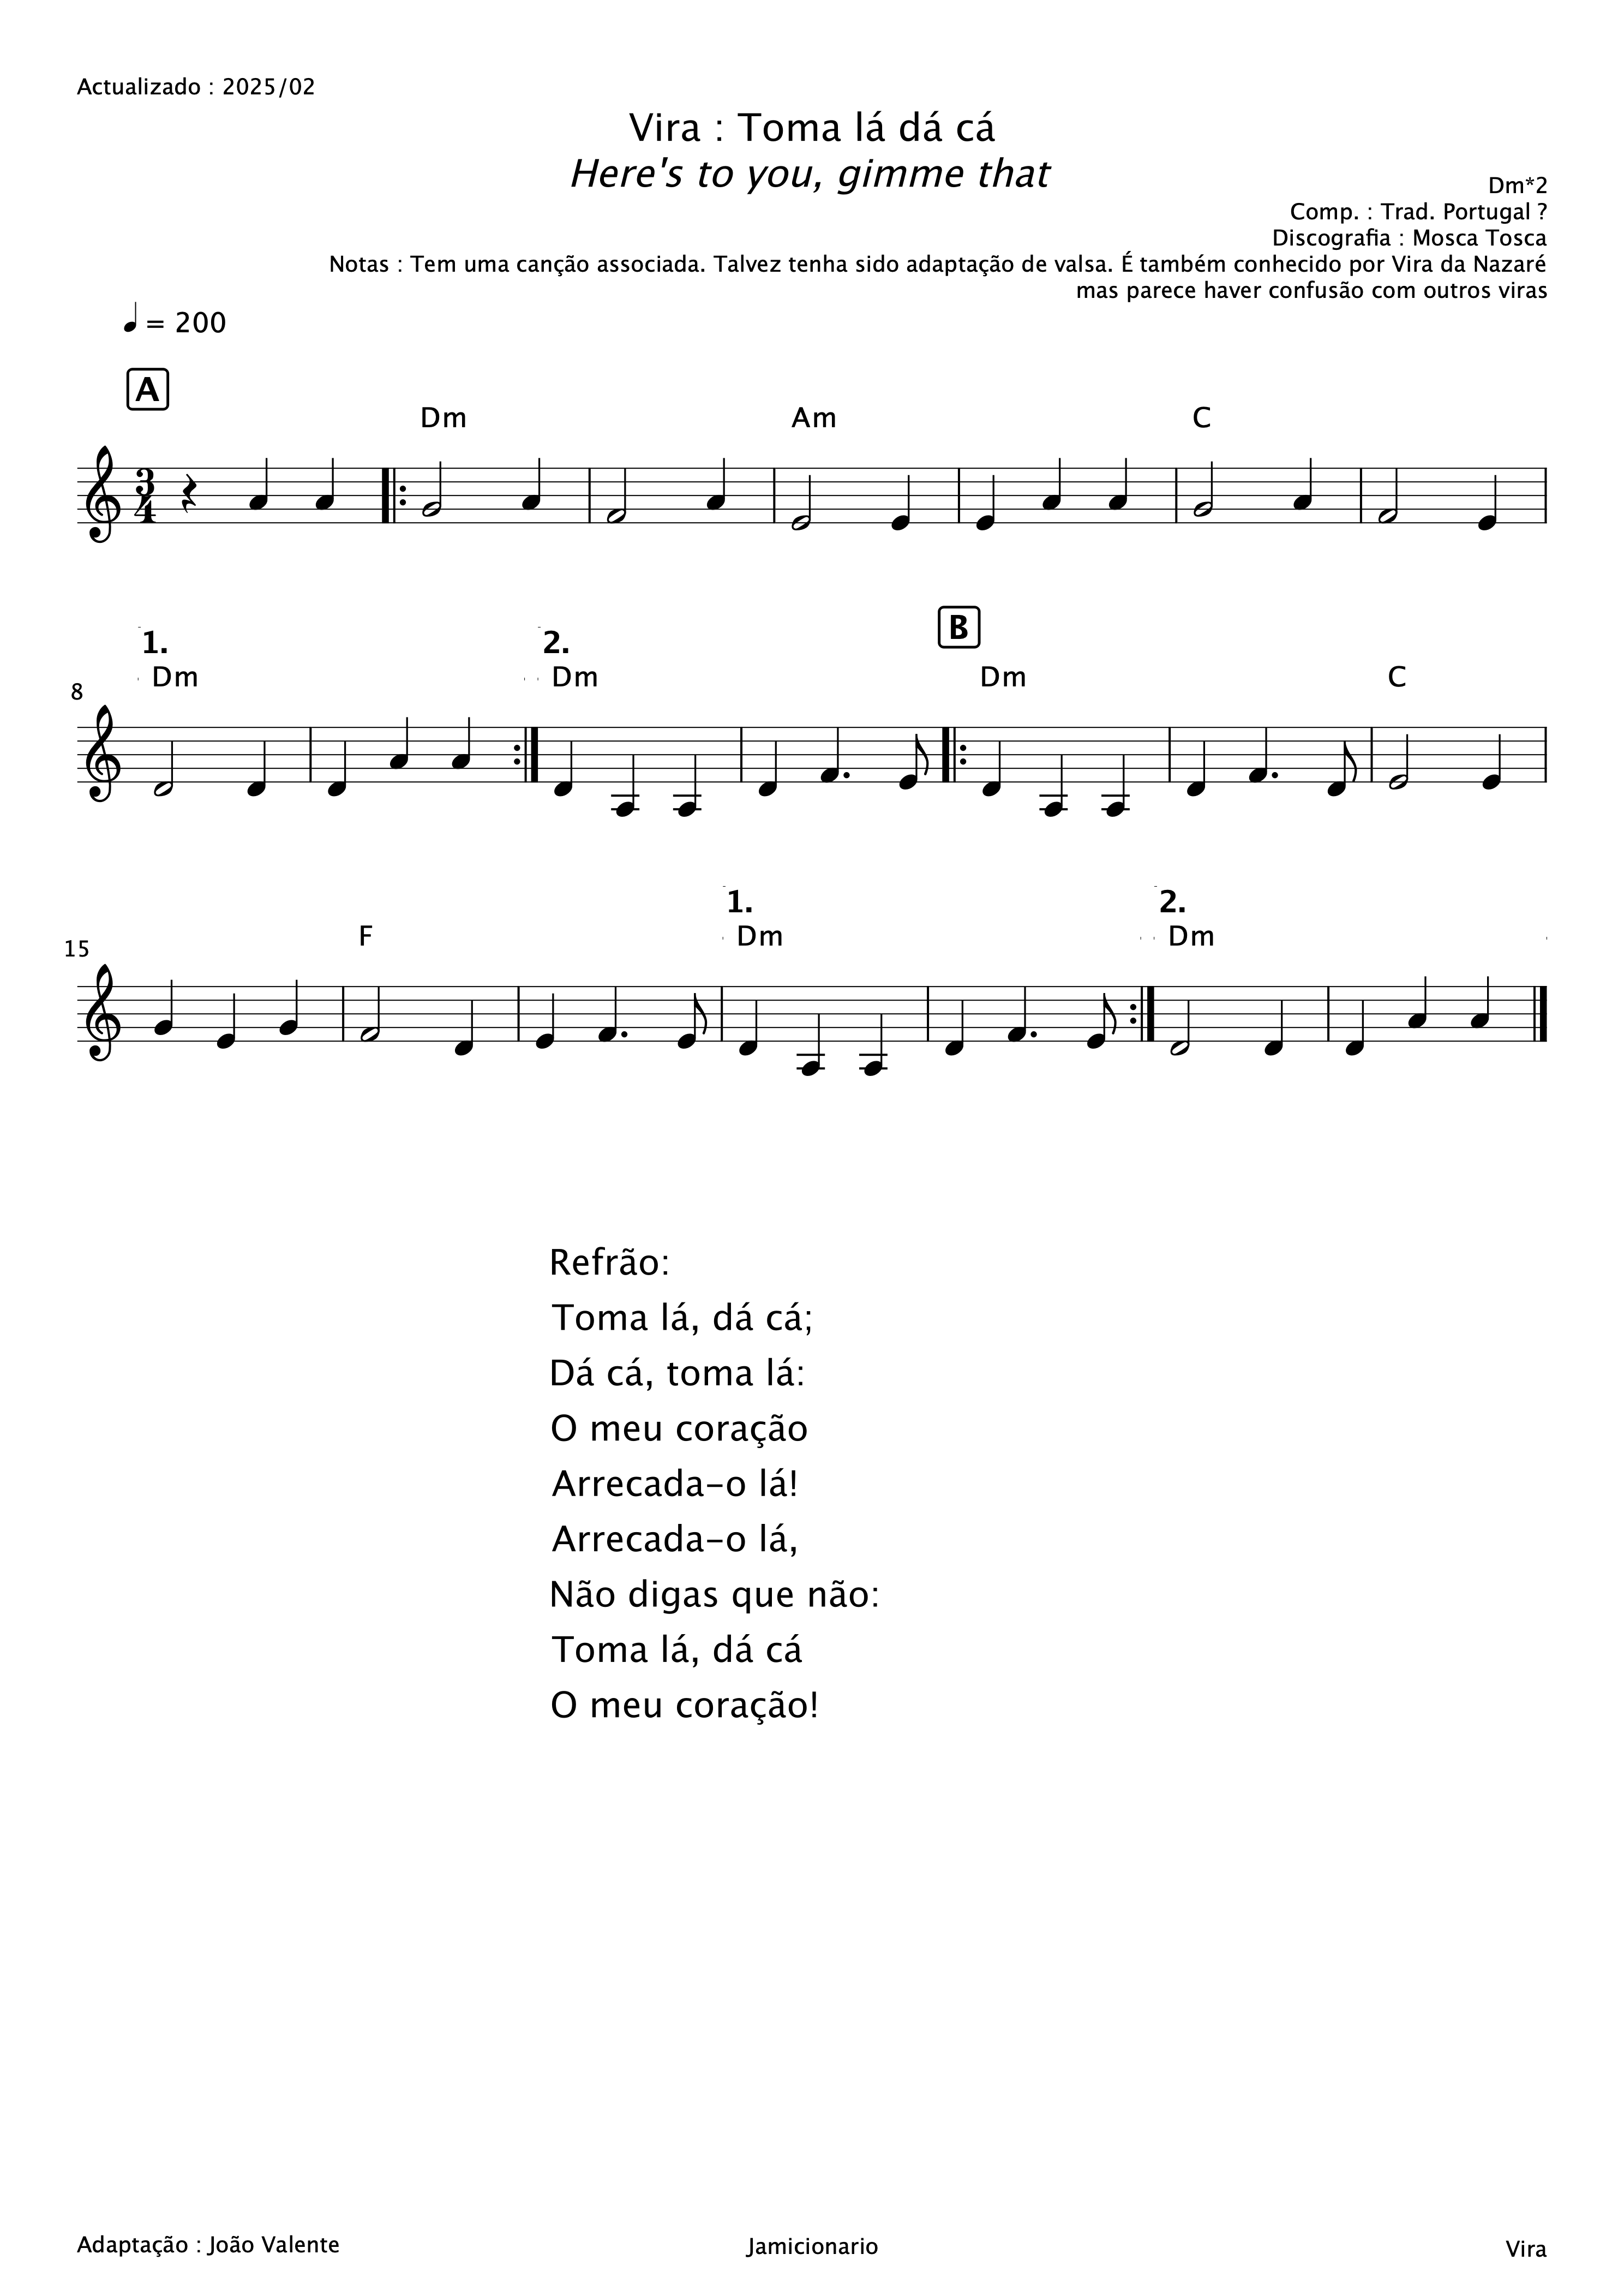 Actualizado : 2025/02
Vira : Toma lá dá cá
Here's to you, gimme that
Dm*2
Comp. : Trad. Portugal ?
Discografia : Mosca Tosca
Notas : Tem uma canção associada. Talvez tenha sido adaptação de valsa. É também conhecido por Vira da Nazaré
mas parece haver confusão com outros viras
= 200
A
Dm Am C
3
4
1. 2. B
8 Dm Dm Dm C
1. 2.
15 F Dm Dm
Refrão:
Toma lá, dá cá;
Dá cá, toma lá:
O meu coração
Arrecada-o lá!
Arrecada-o lá,
Não digas que não:
Toma lá, dá cá
O meu coração!
Adaptação : João Valente
Jamicionario
Vira